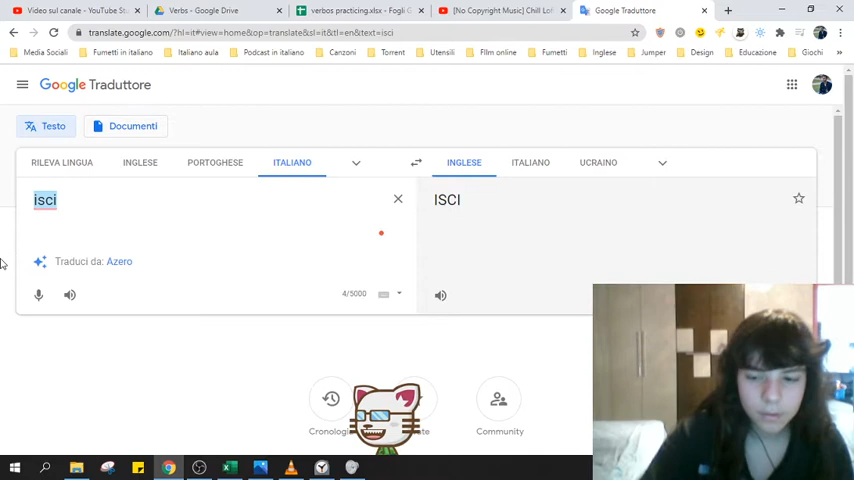 Video sul canale - YouTube Stu
Verbs - Google Drive
verbos practicing.xlsx - Fogli G
[No Copyright Music] Chill Lof
Google Traduttore
translate.google.com/?hl=it#view=home&op=translate&sl=it&tl=en&text=isci
Media Sociali
Fumetti in italiano
Italiano aula
Podcast in italiano
Canzoni
Torrent
Utensili
FIlm online
Fumetti
Inglese
Jumper
Design
Educazione
Giochi
Google Traduttore
Testo
Documenti
RILEVA LINGUA
INGLESE
PORTOGHESE
ITALIANO
INGLESE
ITALIANO
UCRAINO
isci
ISCI
Traduci da: Azero
4/5000
Cronologia
ate
Community